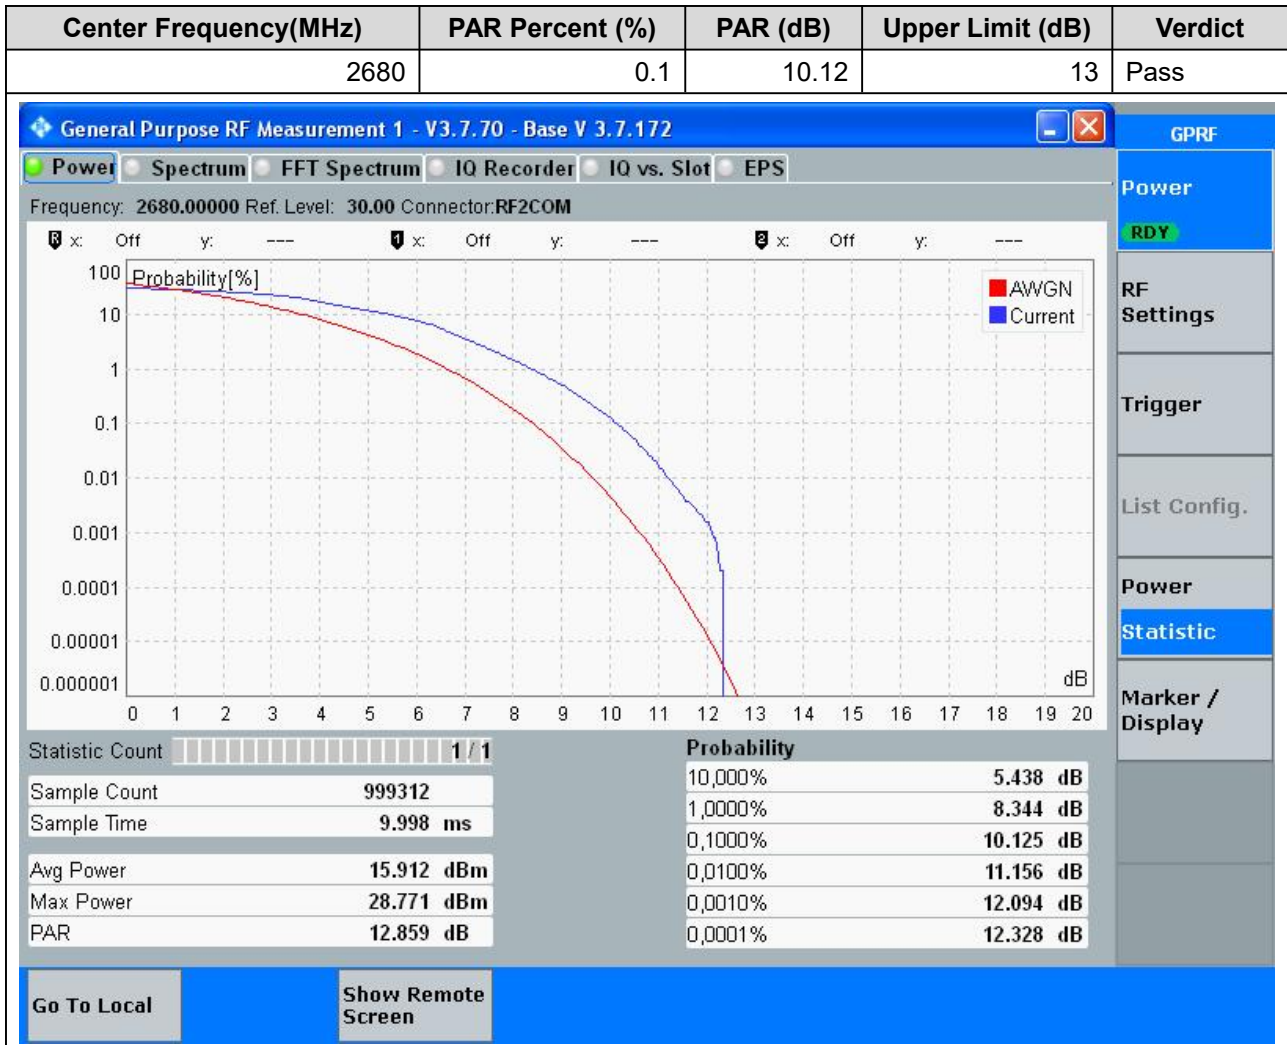 Center Frequency(MHz) PAR Percent (%) PAR (dB) Upper Limit (dB) Verdict
2680 0.1 10.12 13 Pass
General Purpose RF Measurement 1 - V3.7.70 - Base V 3.7.172
GPRF
Power Spectrum FFT Spectrum IQ Recorder IQ vs. Slot EPS
Frequency: 2680.00000 Ref. Level: 30.00 Connector:RF2COM
R x: Off y: --- 1 x: Off y: --- 2 x: Off y: ---
Probability[%]
100
10
1
0.1
0.01
0.001
0.0001
0.00001
0.000001
AWGN
Current
dB
0 1 2 3 4 5 6 7 8 9 10 11 12 13 14 15 16 17 18 19 20
Statistic Count 1 / 1
Sample Count 999312
Sample Time 9.998 ms
Avg Power 15.912 dBm
Max Power 28.771 dBm
PAR 12.859 dB
Probability
10,000% 5.438 dB
1,0000% 8.344 dB
0,1000% 10.125 dB
0,0100% 11.156 dB
0,0010% 12.094 dB
0,0001% 12.328 dB
Power
RDY
RF
Settings
Trigger
List Config.
Power
Statistic
Marker /
Display
Go To Local
Show Remote
Screen